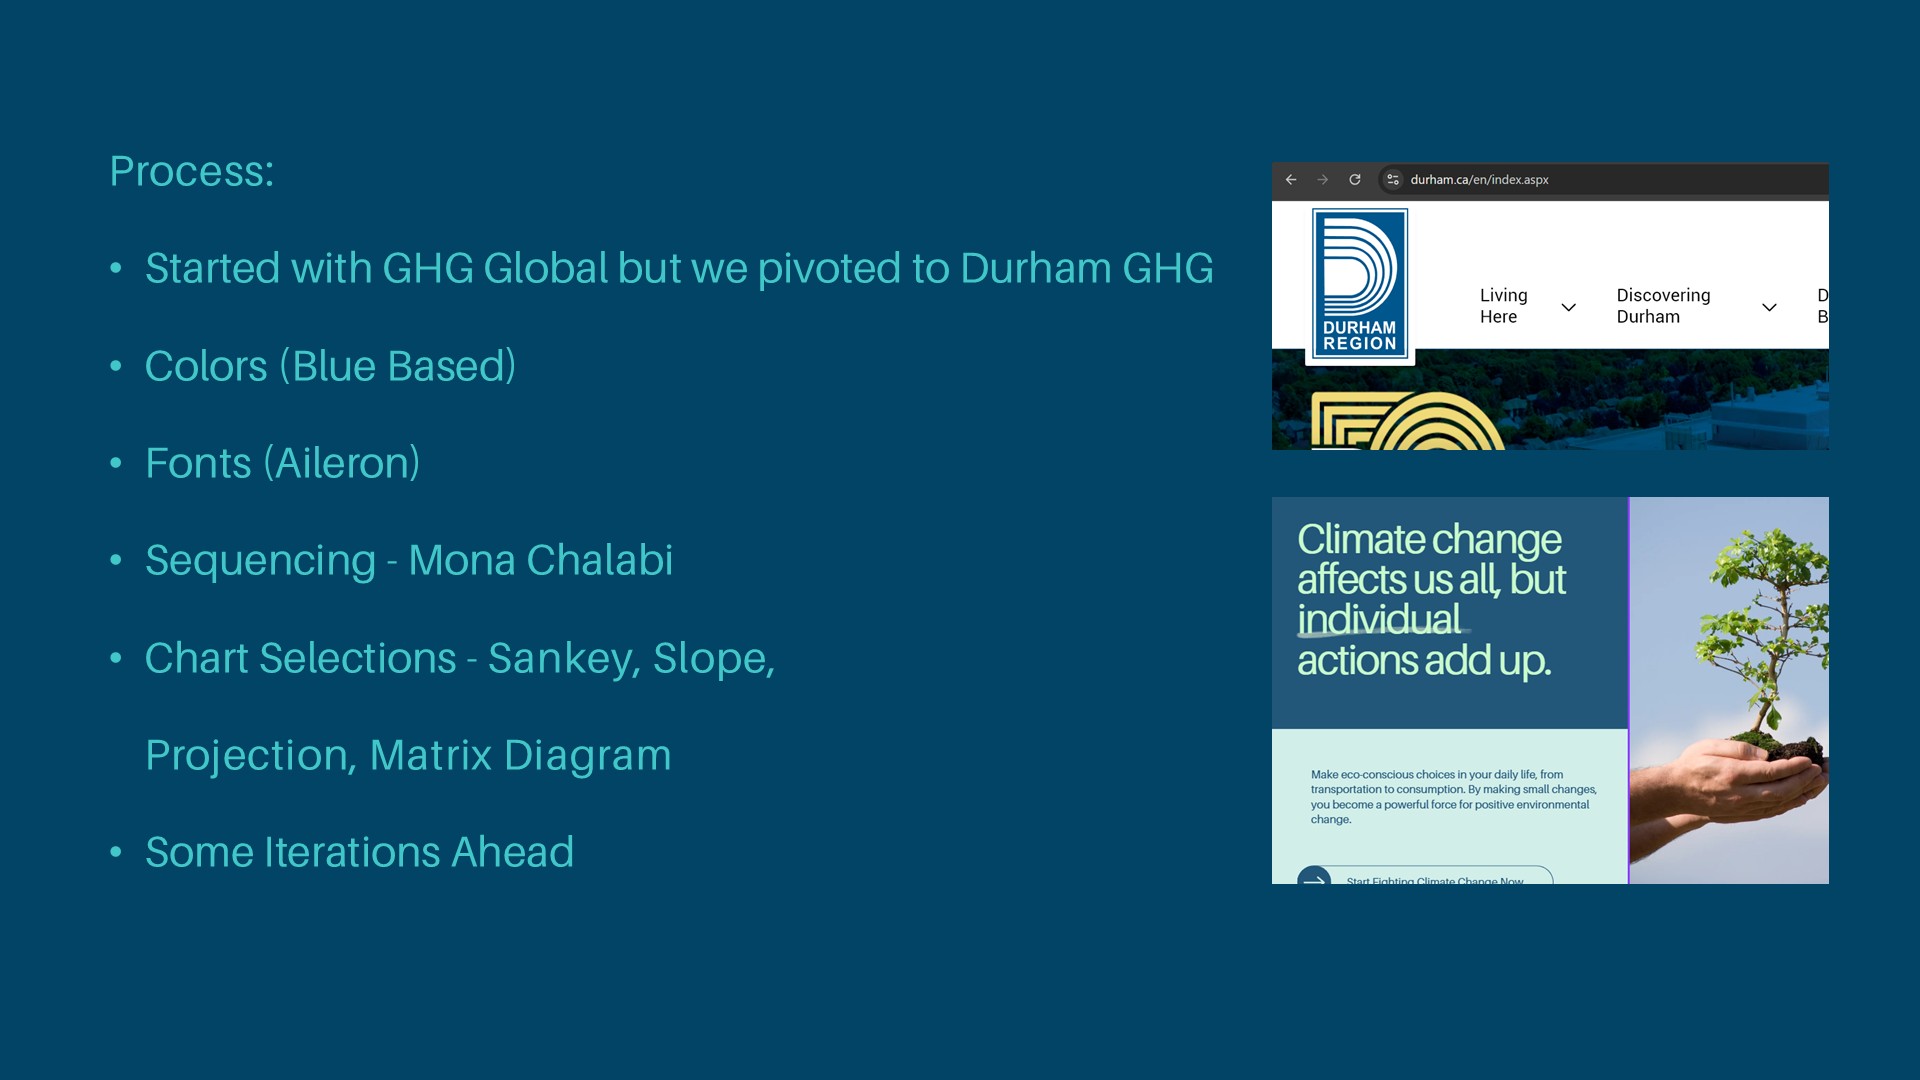 Process:
• Started with GHG Global but we pivoted to Durham GHG
• Colors (Blue Based)
• Fonts (Aileron)
• Sequencing - Mona Chalabi
• Chart Selections - Sankey, Slope,
Projection, Matrix Diagram
• Some Iterations Ahead
durham.ca/en/index.aspx
DURHAM
REGION
Living
Here
Discovering
Durham
D
B
Climate change
affects us all, but
individual
actions add up.
Make eco-conscious choices in your daily life, from
transportation to consumption. By making small changes,
you become a powerful force for positive environmental
change.
Start Fighting Climate Change Now